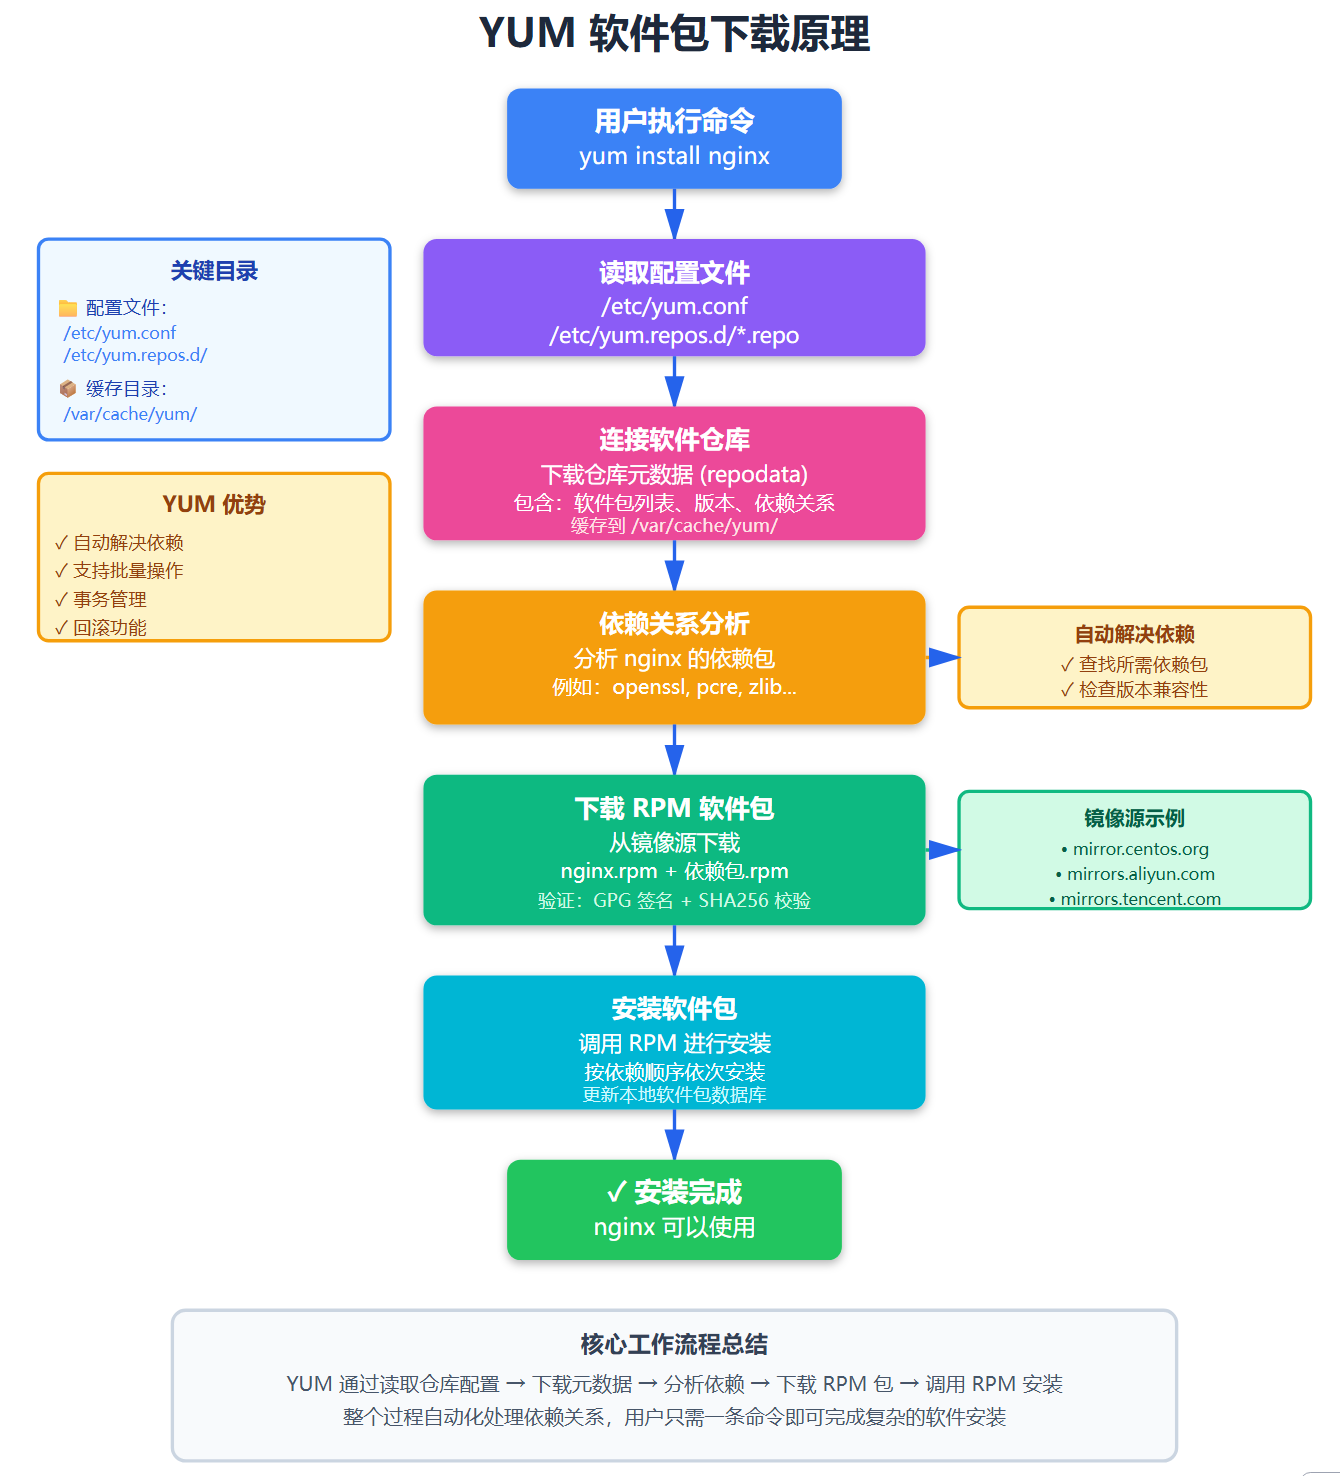 YUM 软件包下载原理
用户执行命令
yum install nginx
读取配置文件
/etc/yum.conf
/etc/yum.repos.d/*.repo
关键目录
配置文件：
/etc/yum.conf
/etc/yum.repos.d/
缓存目录：
/var/cache/yum/
连接软件仓库
下载仓库元数据 (repodata)
包含：软件包列表、版本、依赖关系
缓存到 /var/cache/yum/
YUM 优势
✓ 自动解决依赖
✓ 支持批量操作
✓ 事务管理
✓ 回滚功能
依赖关系分析
分析 nginx 的依赖包
例如：openssl, pcre, zlib...
自动解决依赖
✓ 查找所需依赖包
✓ 检查版本兼容性
下载 RPM 软件包
从镜像源下载
nginx.rpm + 依赖包.rpm
验证：GPG 签名 + SHA256 校验
镜像源示例
• mirror.centos.org
• mirrors.aliyun.com
• mirrors.tencent.com
安装软件包
调用 RPM 进行安装
按依赖顺序依次安装
更新本地软件包数据库
✓ 安装完成
nginx 可以使用
核心工作流程总结
YUM 通过读取仓库配置 → 下载元数据 → 分析依赖 → 下载 RPM 包 → 调用 RPM 安装
整个过程自动化处理依赖关系，用户只需一条命令即可完成复杂的软件安装